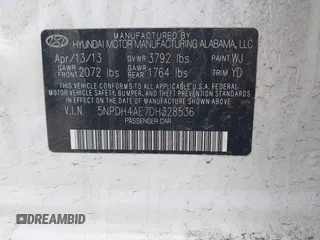 HYUNDAI MOTOR MANUFACTURING ALABAMA, LLC
Apr/13/13 GVWR 3792 lbs PAINT WJ
GAWR FRONT 2072 lbs GAWR REAR 1764 lbs TRIM YD
THIS VEHICLE CONFORMS TO ALL APPLICABLE U.S.A. FEDERAL
MOTOR VEHICLE SAFETY, BUMPER, AND THEFT PREVENTION
STANDARDS IN EFFECT ON THE DATE OF MANUFACTURE SHOWN
ABOVE.
V.I.N 5NPDH4AE7DH328536
PASSENGER CAR
DREAMBID